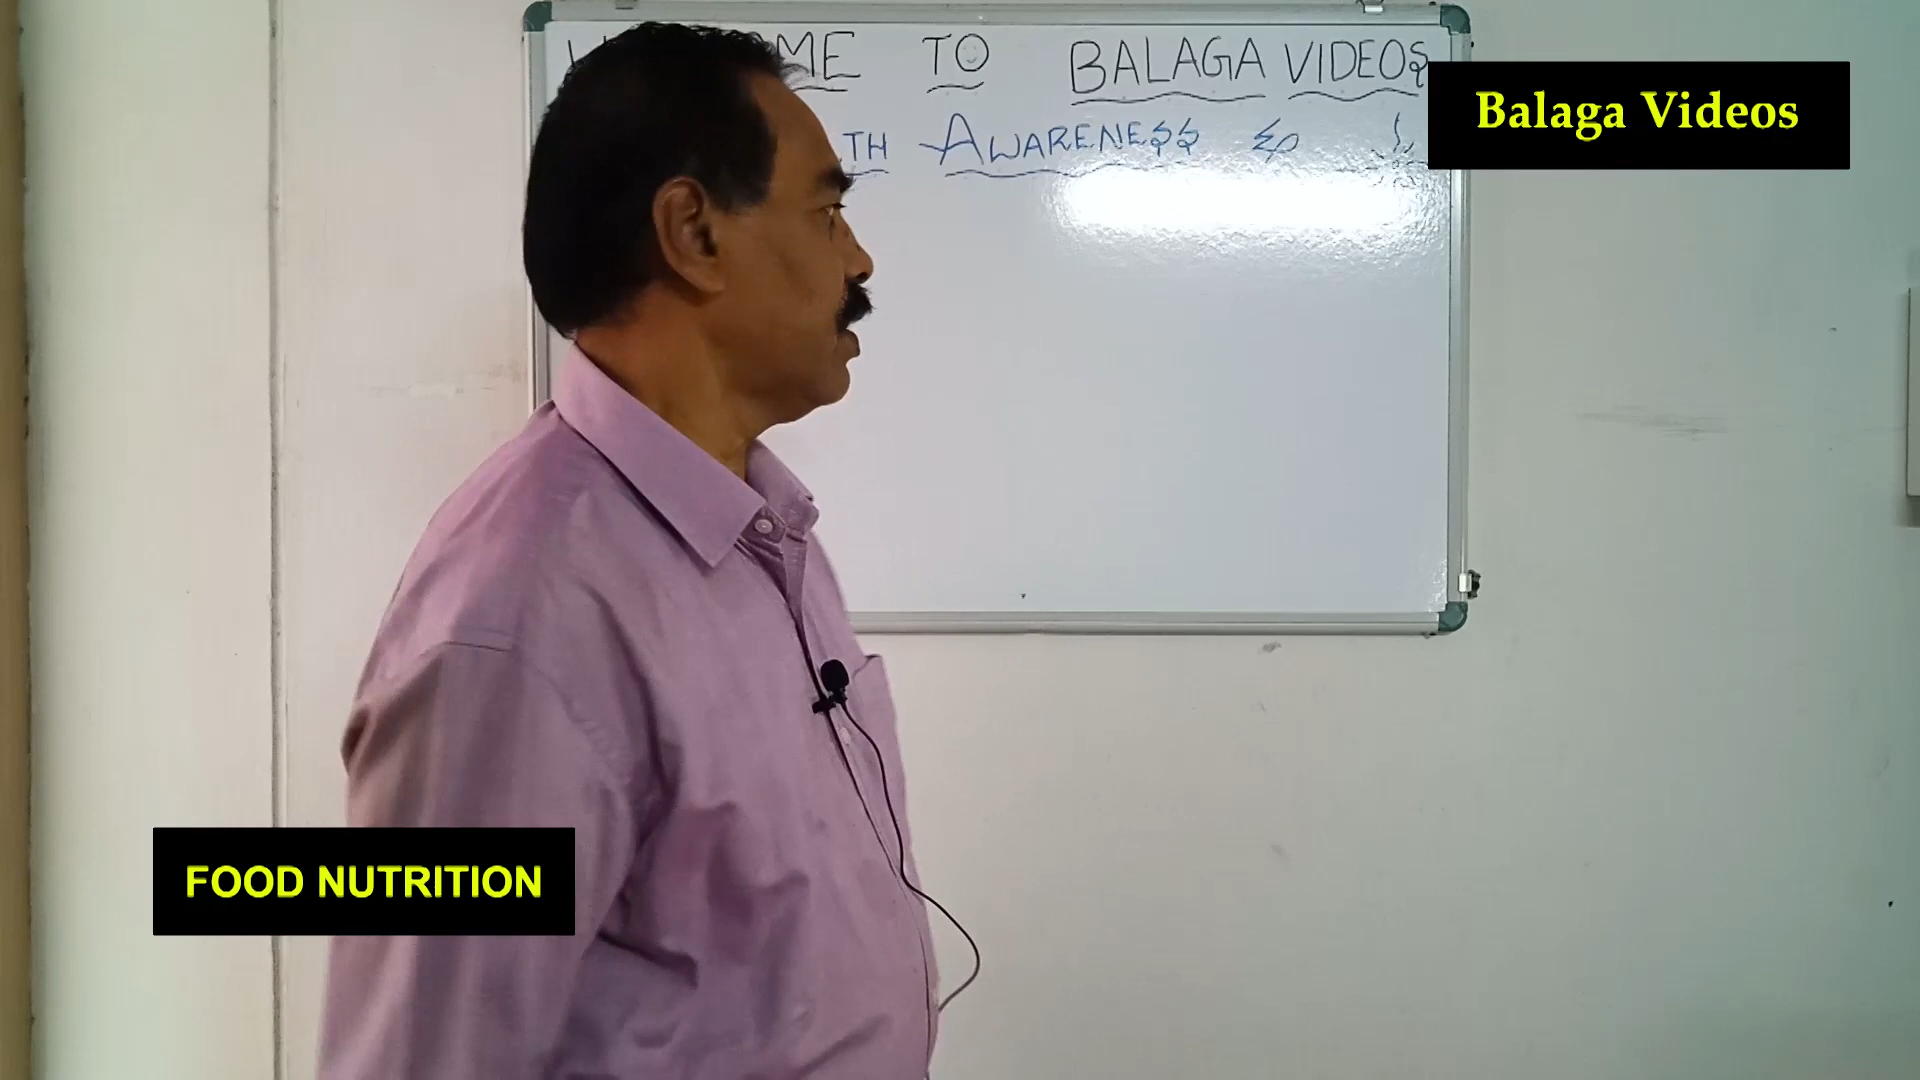 ME TO BALAGA VIDEOS
TH AWARENESS
Balaga Videos
FOOD NUTRITION